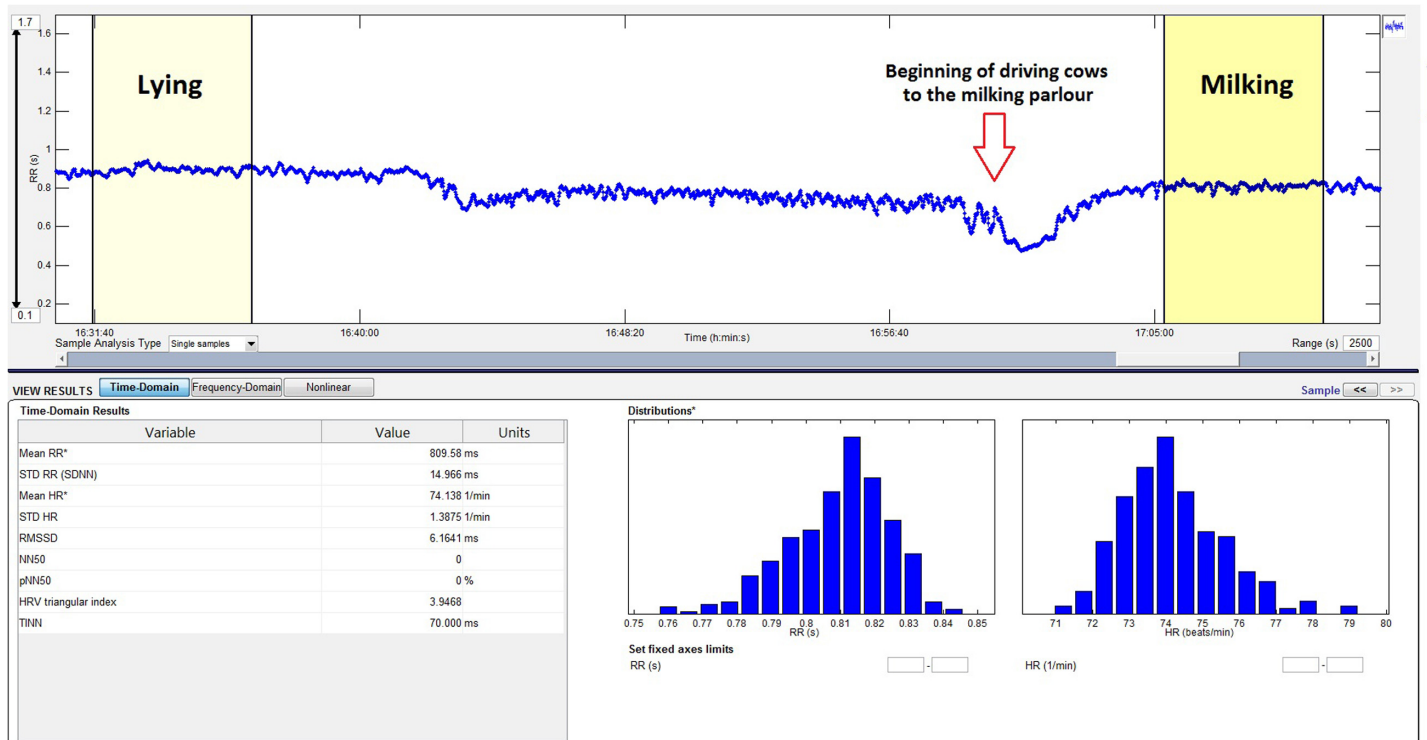 1.7
1.6
1.4
1.2
1
0.8
0.6
0.4
0.2
0.1
RR (s)
Lying
Beginning of driving cows
to the milking parlour
Milking
16:31:40 16:40:00 16:48:20 16:56:40 17:05:00
Time (h:min:s)
Sample Analysis Type Single samples
Range (s) 2500
VIEW RESULTS Time-Domain Frequency-Domain Nonlinear Sample << >>
Time-Domain Results
Variable Value Units
Mean RR* 809.58 ms
STD RR (SDNN) 14.966 ms
Mean HR* 74.138 1/min
STD HR 1.3875 1/min
RMSSD 6.1641 ms
NN50 0
pNN50 0 %
HRV triangular index 3.9468
TINN 70.000 ms
Distributions*
0.75 0.76 0.77 0.78 0.79 0.8 0.81 0.82 0.83 0.84 0.85
RR (s)
71 72 73 74 75 76 77 78 79 80
HR (beats/min)
Set fixed axes limits
RR (s) -
HR (1/min) -